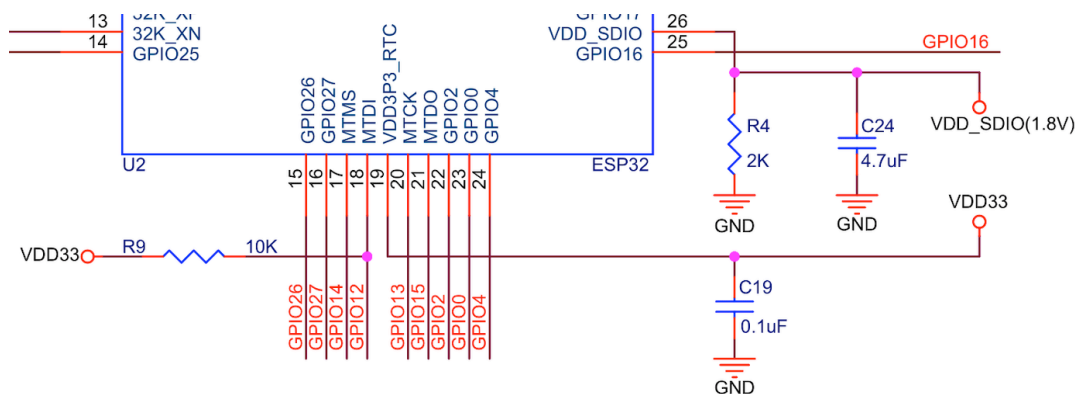 32K_XP
GPIO17
13
32K_XN
VDD_SDIO
26
14
GPIO25
GPIO16
25
GPIO16
GPIO26
GPIO27
MTMS
MTDI
VDD3P3_RTC
MTCK
MTDO
GPIO2
GPIO0
GPIO4
R4
2K
C24
4.7uF
VDD_SDIO(1.8V)
U2
ESP32
15
16
17
18
19
20
21
22
23
24
GND
GND
VDD33
VDD33
R9
10K
GPIO26
GPIO27
GPIO14
GPIO12
GPIO13
GPIO15
GPIO2
GPIO0
GPIO4
C19
0.1uF
GND